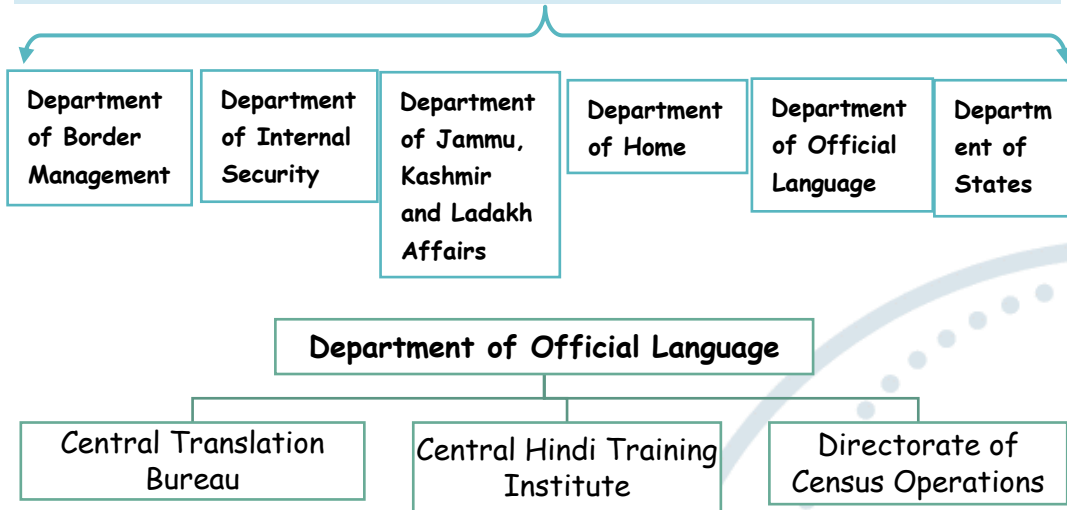 Department
of Border
Management
Department
of Internal
Security
Department
of Jammu,
Kashmir
and Ladakh
Affairs
Department
of Home
Department
of Official
Language
Departm
ent of
States
Department of Official Language
Central Translation
Bureau
Central Hindi Training
Institute
Directorate of
Census Operations